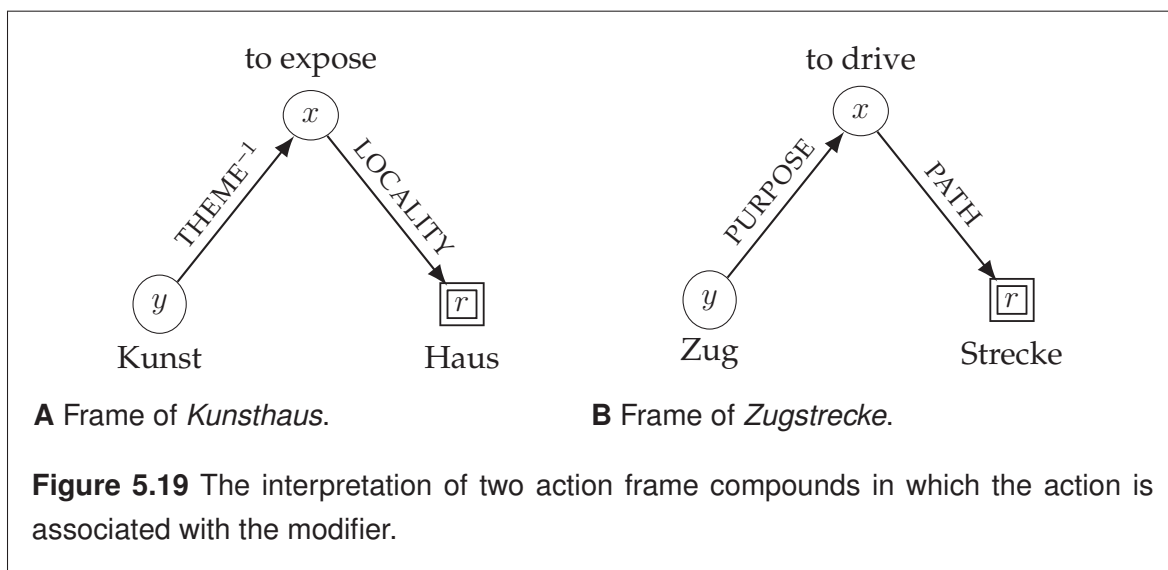 to expose
x
THEME⁻¹
LOCALITY
y
r
Kunst
Haus
A Frame of Kunsthaus.
to drive
x
PURPOSE
PATH
y
r
Zug
Strecke
B Frame of Zugstrecke.
Figure 5.19 The interpretation of two action frame compounds in which the action is
associated with the modifier.